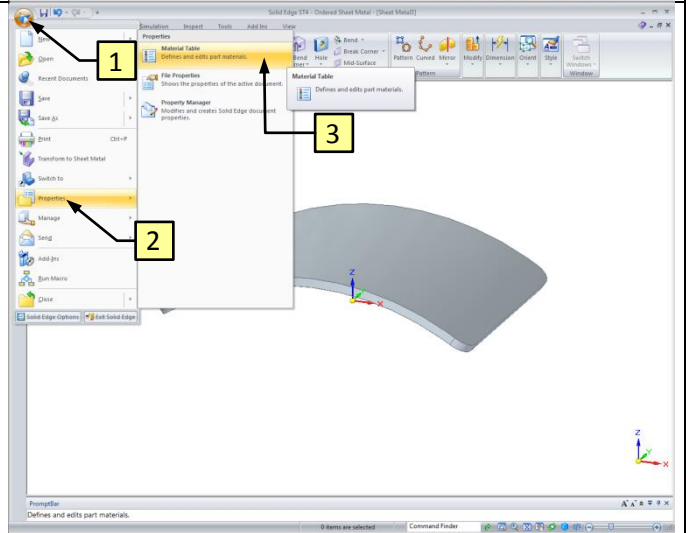 Solid Edge ST4 - Ordered Sheet Metal - [Sheet Metal3]
Simulation Inspect Tools Add Ins View
New
Open
Recent Documents
Save
Save As
Print Ctrl+P
Transform to Sheet Metal
Switch to
Properties
Manage
Send
Add-Ins
Run Macro
Close
Solid Edge Options
Exit Solid Edge
Properties
Material Table
Defines and edits part materials.
File Properties
Shows the properties of the active document.
Property Manager
Modifies and creates Solid Edge document
properties.
Bend
Hole
Bend
Break Corner
Mid-Surface
Pattern Curved Mirror
Pattern
Modify
Dimension
Orient
Style
Switch
Windows
Window
Material Table
Defines and edits part materials.
1
2
3
Z
Y
X
Z
Y
X
PromptBar
Defines and edits part materials.
0 items are selected
Command Finder